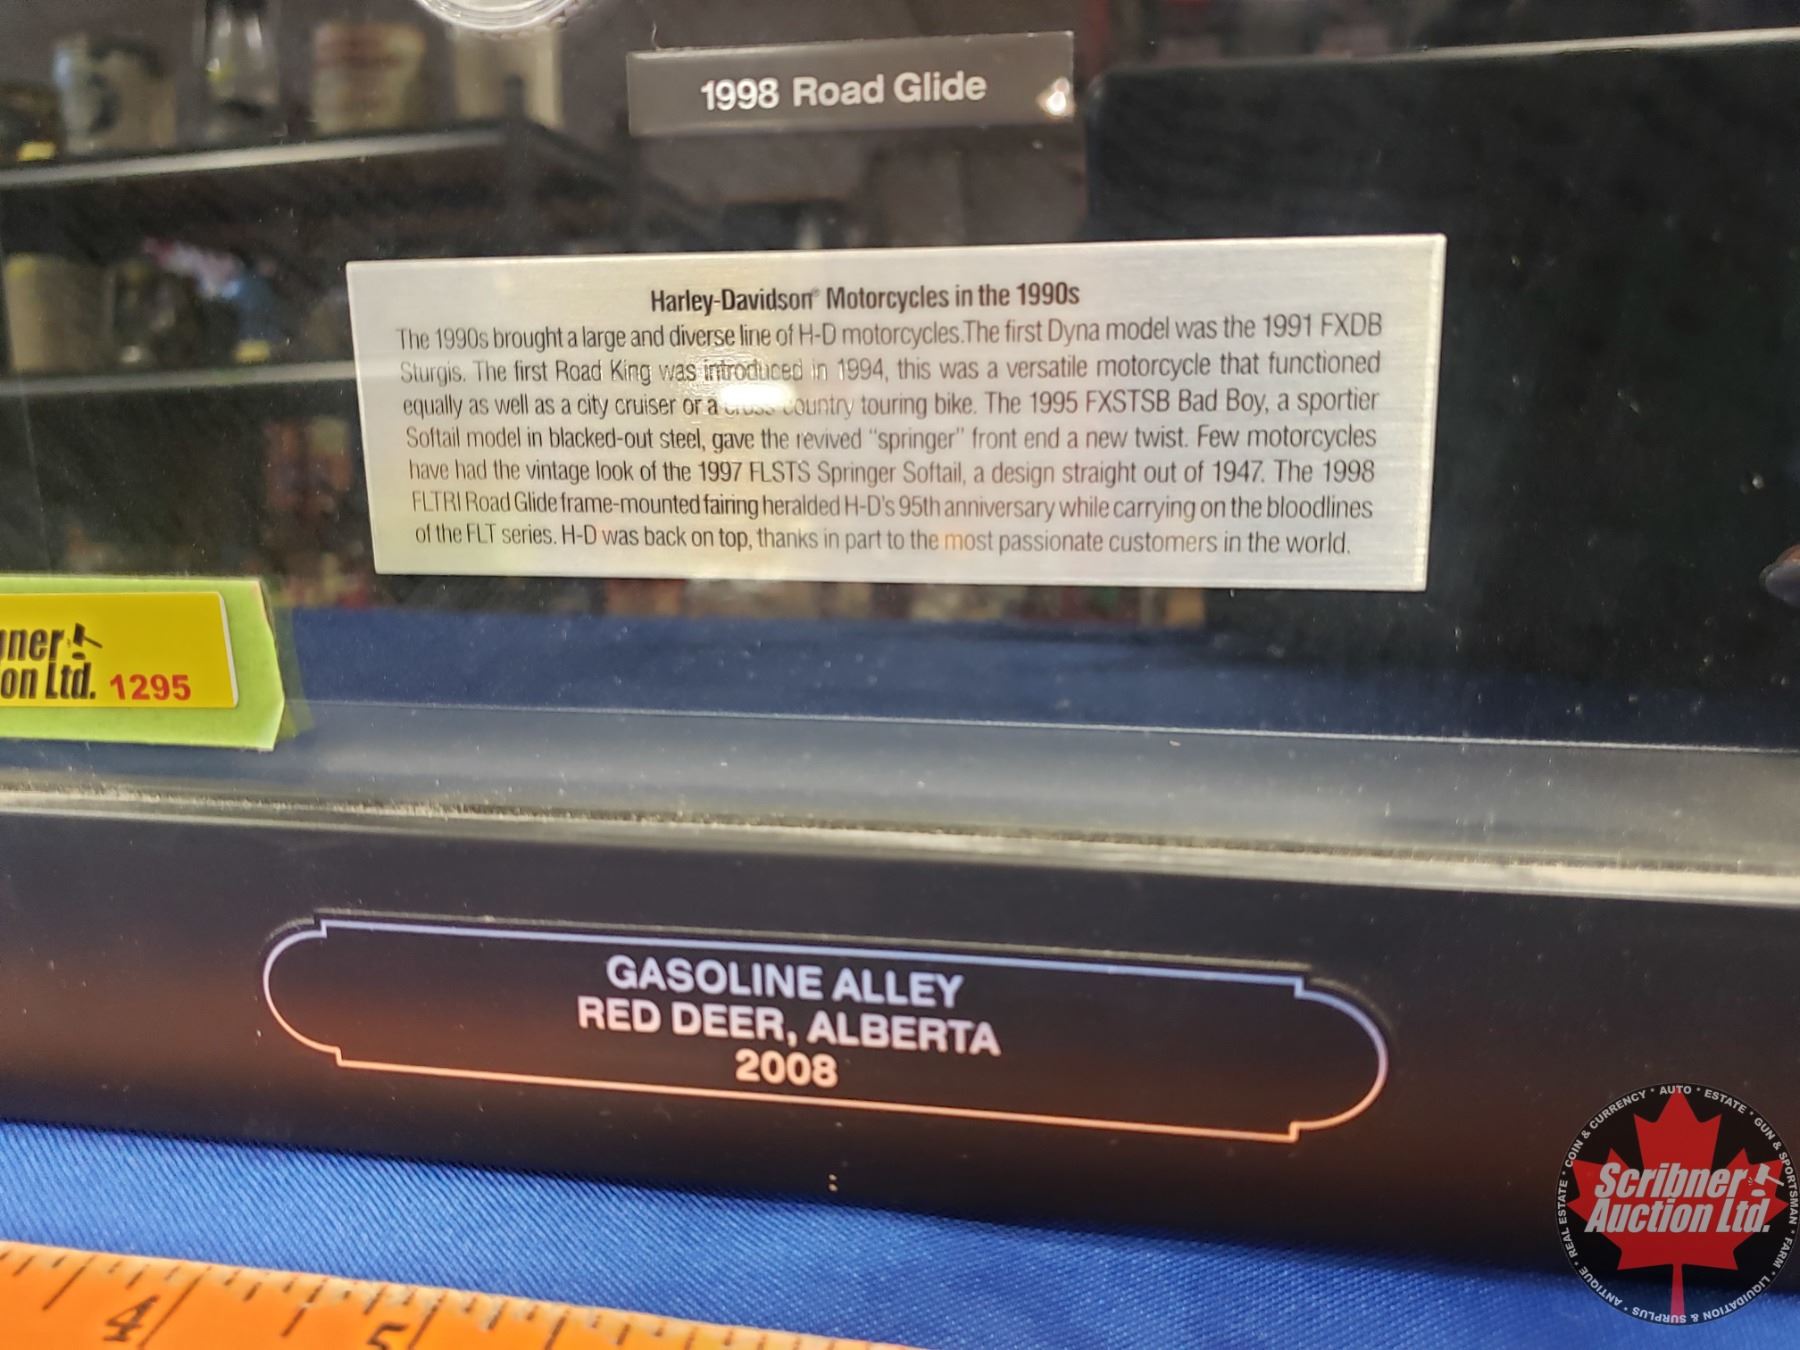 1998 Road Glide
Harley-Davidson® Motorcycles in the 1990s
The 1990s brought a large and diverse line of H-D motorcycles.The first Dyna model was the 1991 FXDB
Sturgis. The first Road King was introduced in 1994, this was a versatile motorcycle that functioned
equally as well as a city cruiser or a cross country touring bike. The 1995 FXSTSB Bad Boy, a sportier
Softail model in blacked-out steel, gave the revived "springer" front end a new twist. Few motorcycles
have had the vintage look of the 1997 FLSTS Springer Softail, a design straight out of 1947. The 1998
FLTRI Road Glide frame-mounted fairing heralded H-D's 95th anniversary while carrying on the bloodlines
of the FLT series. H-D was back on top, thanks in part to the most passionate customers in the world.
ner
on Ltd. 1295
GASOLINE ALLEY
RED DEER, ALBERTA
2008
4 5
Scribner
Auction Ltd.
ANTIQUE • REAL ESTATE • COIN & CURRENCY • AUTO • ESTATE • GUN & SPORTSMAN • FARM • LIQUIDATION & SURPLUS •